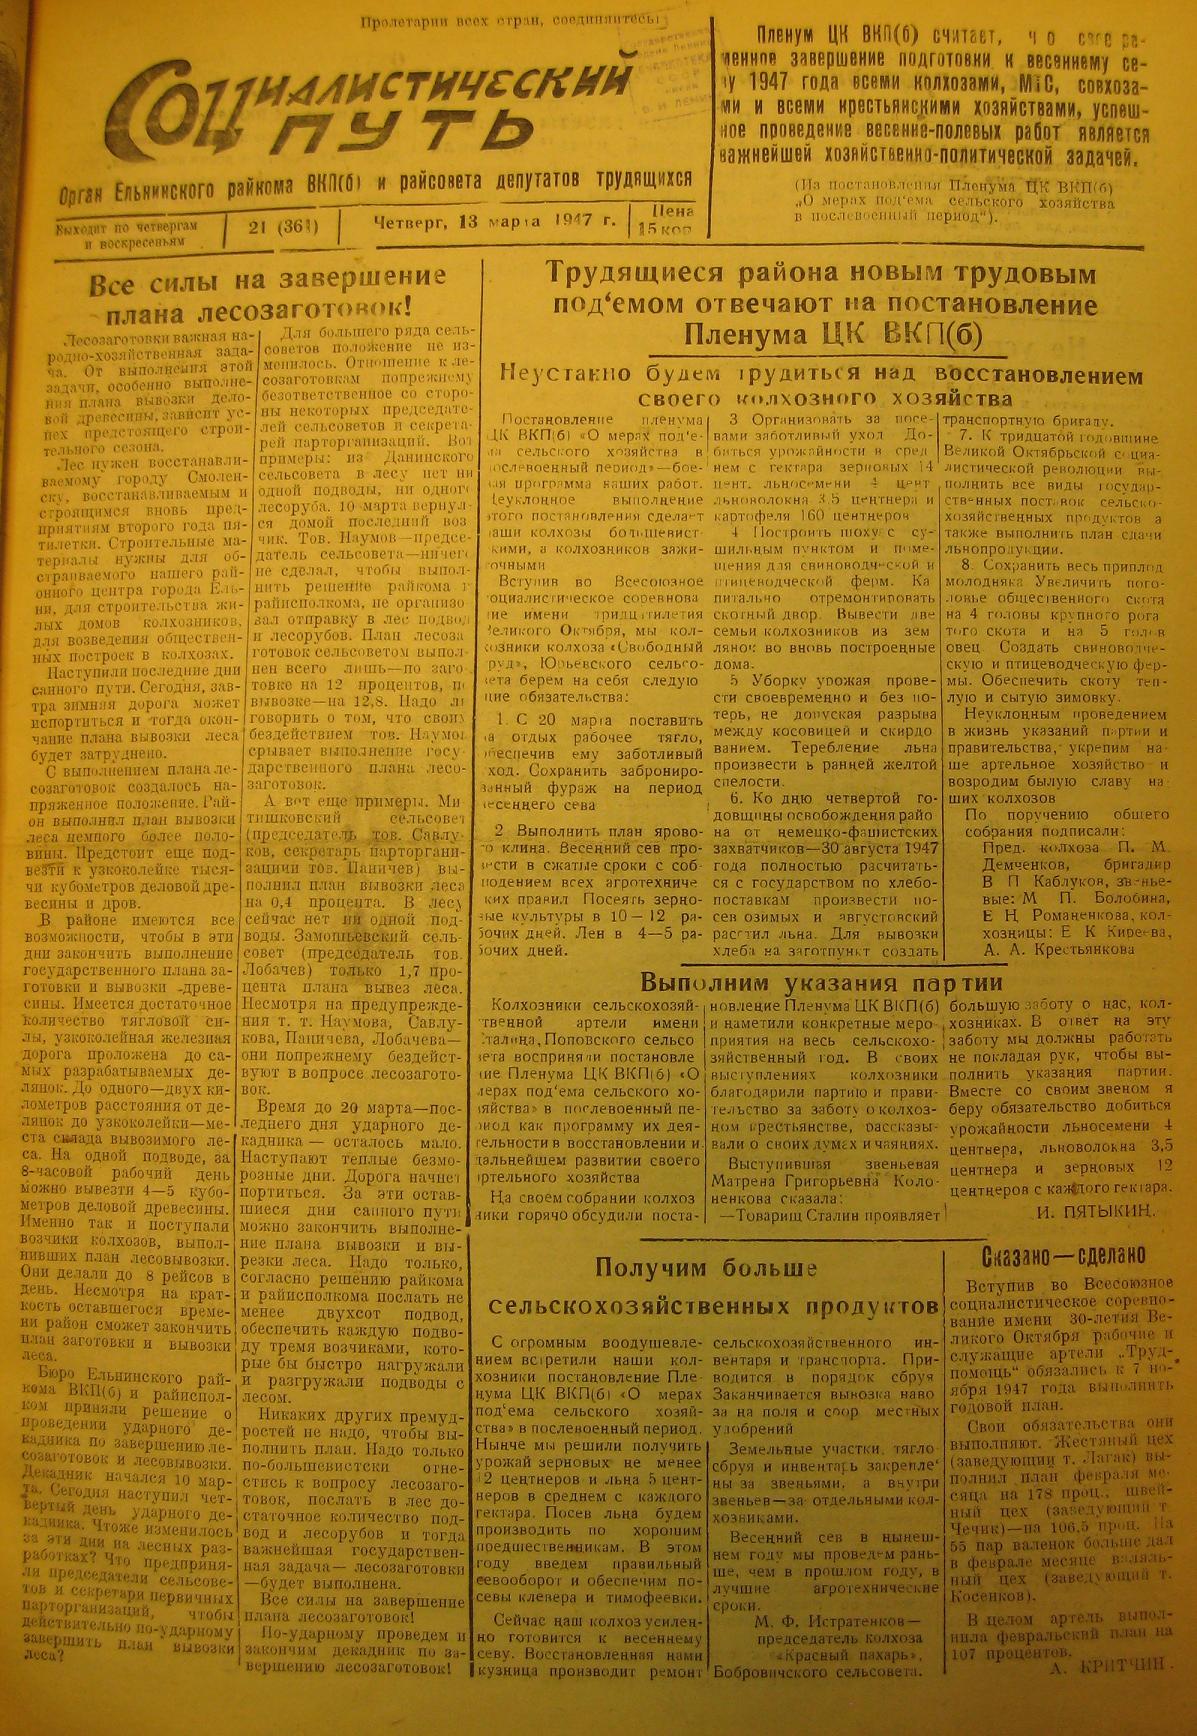 Пролетарии всех стран, соединяйтесь!
СОЦИАЛИСТИЧЕСКИЙ
ПУТЬ
Орган Ельнинского райкома ВКП(б) и райсовета депутатов трудящихся
Выходит по четвергам
и воскресеньям
21 (361)
Четверг, 13 марта 1947 г.
Цена
15 коп
Пленум ЦК ВКП(б) считает,
менное завершение подготовки к весеннему се-
ву 1947 года всеми колхозами, МТС, совхоза-
ми и всеми крестьянскими хозяйствами, успеш-
ное проведение весенне-полевых работ является
важнейшей хозяйственно-политической задачей.
(Из постановления Пленума ЦК ВКП(б)
„О мерах под'ема сельского хозяйства
в послевоенный период“).
Все силы на завершение
плана лесозаготовок!
Лесозаготовки важная на-
родно-хозяйственная зада-
ча. От выполнения этой
задачи, особенно выполне-
ния плана вывозки дело-
вой древесины, зависит ус-
пех предстоящего строи-
тельного сезона.
Лес нужен восстанавли-
ваемому городу Смолен-
ску, восстанавливаемым и
строящимся вновь пред-
приятиям второго года пя-
тилетки. Строительные ма-
териалы нужны для об-
страиваемого нашего рай-
онного центра города Ель-
ни, для строительства жи-
лых домов колхозников,
для возведения обществен-
ных построек в колхозах.
Наступили последние дни
санного пути. Сегодня, зав-
тра зимняя дорога может
испортиться и тогда окон-
чание плана вывозки леса
будет затруднено.
С выполнением плана ле-
созаготовок создалось на-
пряженное положение. Рай-
он выполнил план вывозки
леса немного более поло-
вины. Предстоит еще под-
везти к узкоколейке тыся-
чи кубометров деловой дре-
весины и дров.
В районе имеются все
возможности, чтобы в эти
дни закончить выполнение
государственного плана за-
готовки и вывозки -древе-
сины. Имеется достаточное
количество тягловой си-
лы, узкоколейная железная
дорога проложена до са-
мых разрабатываемых де-
лянок. До одного—двух ки-
лометров расстояния от де-
лянок до узкоколейки—ме-
ста склада вывозимого ле-
са. На одной подводе, за
8-часовой рабочий день
можно вывезти 4—5 кубо-
метров деловой древесины.
Именно так и поступали
возчики колхозов, выпол-
нивших план лесовывозки.
Они делали до 8 рейсов в
день. Несмотря на крат-
кость оставшегося време-
ни район сможет закончить
план заготовки и вывозки
леса.
Бюро Ельнинского рай-
кома ВКП(б) и райиспол-
ком приняли решение о
проведении ударного де-
кадника по завершению ле-
созаготовок и лесовывозки.
Декадник начался 10 мар-
та. Сегодня наступил чет-
вертый день ударного де-
кадника. Чтоже изменилось
за эти дни на лесных раз-
работках? Что предприня-
ли председатели сельсове-
тов и секретари первичных
парторганизаций, чтобы
действительно по-ударному
завершить план вывозки
леса?
Для большего ряда сель-
советов положение не из-
менилось. Отношение к ле-
созаготовкам попрежнему
безответственное со сторо-
ны некоторых председате-
лей сельсоветов и секрета-
рей парторганизаций. Вот
примеры: из Данинского
сельсовета в лесу нет ни
одной подводы, ни одного
лесоруба. 10 марта вернул-
ся домой последний воз
чик. Тов. Наумов—предсе-
датель сельсовета—ничего
не сделал, чтобы выпол-
нить решение райкома и
райисполкома, не организо
вал отправку в лес подвод
и лесорубов. План лесоза
готовок сельсоветом выпол-
нен всего лишь—по заго
товке на 12 процентов, по
вывозке—на 12,8. Надо ли
говорить о том, что своим
бездействием тов. Наумов
срывает выполнение госу-
дарственного плана лесо-
заготовок.
А вот еще примеры. Ми
тишковский сельсовет
(председатель тов. Савлу-
ков, секретарь парторгани-
зации тов. Паничев) вы-
полнил план вывозки леса
на 0,4 процента. В лесу
сейчас нет ни одной под-
воды. Замошьевский сель-
совет (председатель тов.
Лобачев) только 1,7 про-
цента плана вывез леса.
Несмотря на предупрежде-
ния т. т. Наумова, Савлу-
кова, Паничева, Лобачева—
они попрежнему бездейст-
вуют в вопросе лесозагото-
вок.
Время до 20 марта—пос-
леднего дня ударного де-
кадника — осталось мало.
Наступают теплые безмо-
розные дни. Дорога начнет
портиться. За эти остав-
шиеся дни санного пути
можно закончить выполне-
ние плана вывозки и вы-
резки леса. Надо только,
согласно решению райкома
и райисполкома послать не
менее двухсот подвод,
обеспечить каждую подво-
ду тремя возчиками, кото-
рые бы быстро нагружали
и разгружали подводы с
лесом.
Никаких других премуд-
ростей не надо, чтобы вы-
полнить план. Надо только
по-большевистски отне-
стись к вопросу лесозаго-
товок, послать в лес до-
статочное количество под-
вод и лесорубов и тогда
важнейшая государствен-
ная задача— лесозаготовки
—будет выполнена.
Все силы на завершение
плана лесозаготовок!
По-ударному проведем и
закончим декадник по за-
вершению лесозаготовок!
Трудящиеся района новым трудовым
под'емом отвечают на постановление
Пленума ЦК ВКП(б)
Неустанно будем трудиться над восстановлением
своего колхозного хозяйства
Постановление пленума
ЦК ВКП(б) «О мерах под'е-
ма сельского хозяйства в
послевоенный период»—бое-
вая программа наших работ.
Неуклонное выполнение
этого постановления сделает
наши колхозы большевист-
скими, а колхозников зажи-
точными
Вступив во Всесоюзное
социалистическое соревнова
ние имени тридцатилетия
Великого Октября, мы кол-
хозники колхоза «Свободный
труд», Юрьевского сельсо-
вета берем на себя следую
щие обязательства:
1. С 20 марта поставить
на отдых рабочее тягло,
обеспечив ему заботливый
уход. Сохранить заброниро-
ванный фураж на период
весеннего сева
2 Выполнить план ярово-
го клина. Весенний сев про-
вести в сжатые сроки с соб-
людением всех агротехниче
ских правил Посеять зерно-
вые культуры в 10—12 ра-
бочих дней. Лен в 4—5 ра-
бочих дней.
3 Организовать за посе-
вами заботливый ухол До-
биться урожайности в сред
нем с гектара зерновых 14
цент. льносемени 4 цент
льноволокна 3,5 центнера и
картофеля 160 центнеров
4 Построить шоху с су-
шильным пунктом и поме-
щения для свиноводческой и
птицеводческой ферм. Ка
питально отремонтировать
скотный двор. Вывести две
семьи колхозников из зем
лянок во вновь построенные
дома.
5 Уборку урожая прове-
сти своевременно и без по-
терь, не допуская разрыва
между косовицей и скирдо
ванием. Теребление льна
произвести в ранней желтой
спелости.
6. Ко дню четвертой го-
довщины освобождения райо
на от немецко-фашистских
захватчиков—30 августа 1947
года полностью расчитать-
ся с государством по хлебо-
поставкам произвести по-
сев озимых и августовский
расстил льна. Для вывозки
хлеба на заготпункт создать
транспортную бригаду.
7. К тридцатой годовщине
Великой Октябрьской социа-
листической революции вы-
полнить все виды государ-
ственных поставок сельско-
хозяйственных продуктов а
также выполнить план сдачи
льнопродукции.
8. Сохранить весь приплод
молодняка Увеличить пого-
ловье общественного скота
на 4 головы крупного рога
того скота и на 5 голов
овец Создать свиноводче-
скую и птицеводческую фер-
мы. Обеспечить скоту теп-
лую и сытую зимовку.
Неуклонным проведением
в жизнь указаний партии и
правительства, укрепим на-
ше артельное хозяйство и
возродим былую славу на
ших колхозов
По поручению общего
собрания подписали:
Пред. колхоза П. М.
Демченков, бригадир
В П Каблуков, звенье-
вые: М П. Болобина,
Е Н, Романенкова, кол-
хозницы: Е К Киреева,
А. А. Крестьянкова
Выполним указания партии
Колхозники сельскохозяй-
ственной артели имени
Сталина, Поповского сельсо
вета восприняли постановле
ние Пленума ЦК ВКП(б) «О
мерах под'ема сельского хо-
зяйства» в послевоенный пе-
риод как программу их дея-
тельности в восстановлении и
дальнейшем развитии своего
артельного хозяйства
На своем собрании колхоз
ники горячо обсудили поста-
новление Пленума ЦК ВКП(б)
и наметили конкретные меро-
приятия на весь сельскохо-
зяйственный год. В своих
выступлениях колхозники
благодарили партию и прави-
тельство за заботу о колхоз-
ном крестьянстве, рассказы-
вали о своих думах и чаяниях.
Выступившая звеньевая
Матрена Григорьевна Коло-
ненкова сказала:
—Товарищ Сталин проявляет
большую заботу о нас, кол-
хозниках. В ответ на эту
заботу мы должны работать
не покладая рук, чтобы вы-
полнить указания партии.
Вместе со своим звеном я
беру обязательство добиться
урожайности льносемени 4
центнера, льноволокна 3,5
центнера и зерновых 12
центнеров с каждого гектара.
И. ПЯТЫКИН.
Получим больше
сельскохозяйственных продуктов
С огромным воодушевле-
нием встретили наши кол-
хозники постановление Пле-
нума ЦК ВКП(б) «О мерах
под'ема сельского хозяй-
ства» в послевоенный период.
Нынче мы решили получить
урожай зерновых не менее
12 центнеров и льна 5 цент-
неров в среднем с каждого
гектара. Посев льна будем
производить по хорошим
предшественникам. В этом
году введем правильный
севооборот и обеспечим по-
севы клевера и тимофеевки.
Сейчас наш колхоз усилен-
но готовится к весеннему
севу. Восстановленная нами
кузница производит ремонт
сельскохозяйственного ин-
вентаря и транспорта. При-
водится в порядок сбруя
Заканчивается вывозка наво
за на поля и сбор местных
удобрений
Земельные участки, тягло
сбруя и инвентарь закрепле-
ны за звеньями, а внутри
звеньев—за отдельными кол-
хозниками.
Весенний сев в нынеш-
нем году мы проведем рань-
ше, чем в прошлом году, в
лучшие агротехнические
сроки.
М. Ф. Истратенков—
председатель колхоза
«Красный пахарь»,
Бобровичского сельсовета.
Сказано—сделано
Вступив во Всесоюзное
социалистическое соревно-
вание имени 30-летия Ве-
ликого Октября рабочие и
служащие артели „Труд-
помощь“ обязались к 7 но-
ября 1947 года выполнить
годовой план.
Свои обязательства они
выполняют. Жестяный цех
(заведующий т. Лагак) вы-
полнил план февраля ме-
сяца на 178 проц., швей-
ный цех (заведующий т
Чечик)—на 106,5 проц. На
55 пар валенок больше дал
в феврале месяце валяль-
ный цех (заведующий т.
Косенков).
В целом артель выпол-
нила февральский план на
107 процентов.
А. КРИТЧИН.